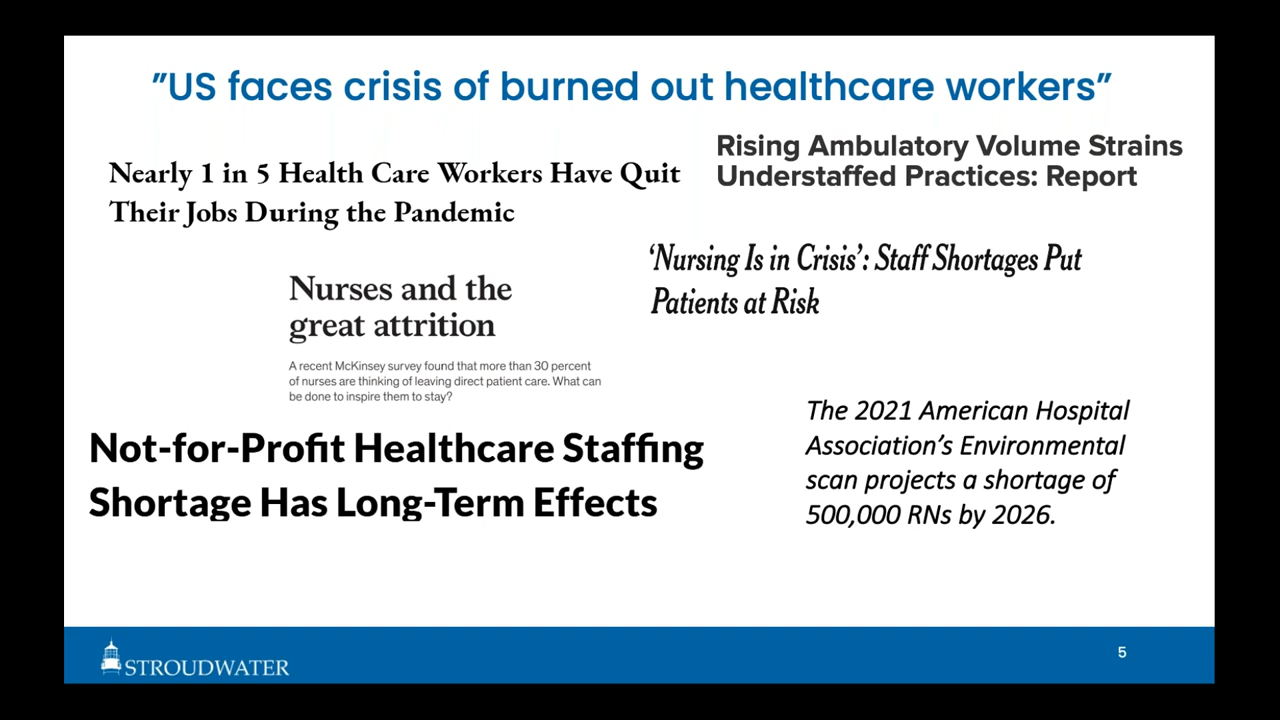 ”US faces crisis of burned out healthcare workers”
Nearly 1 in 5 Health Care Workers Have Quit
Their Jobs During the Pandemic
Rising Ambulatory Volume Strains
Understaffed Practices: Report
‘Nursing Is in Crisis’: Staff Shortages Put
Patients at Risk
Nurses and the
great attrition
A recent McKinsey survey found that more than 30 percent
of nurses are thinking of leaving direct patient care. What can
be done to inspire them to stay?
Not-for-Profit Healthcare Staffing
Shortage Has Long-Term Effects
The 2021 American Hospital
Association’s Environmental
scan projects a shortage of
500,000 RNs by 2026.
STROUDWATER
5